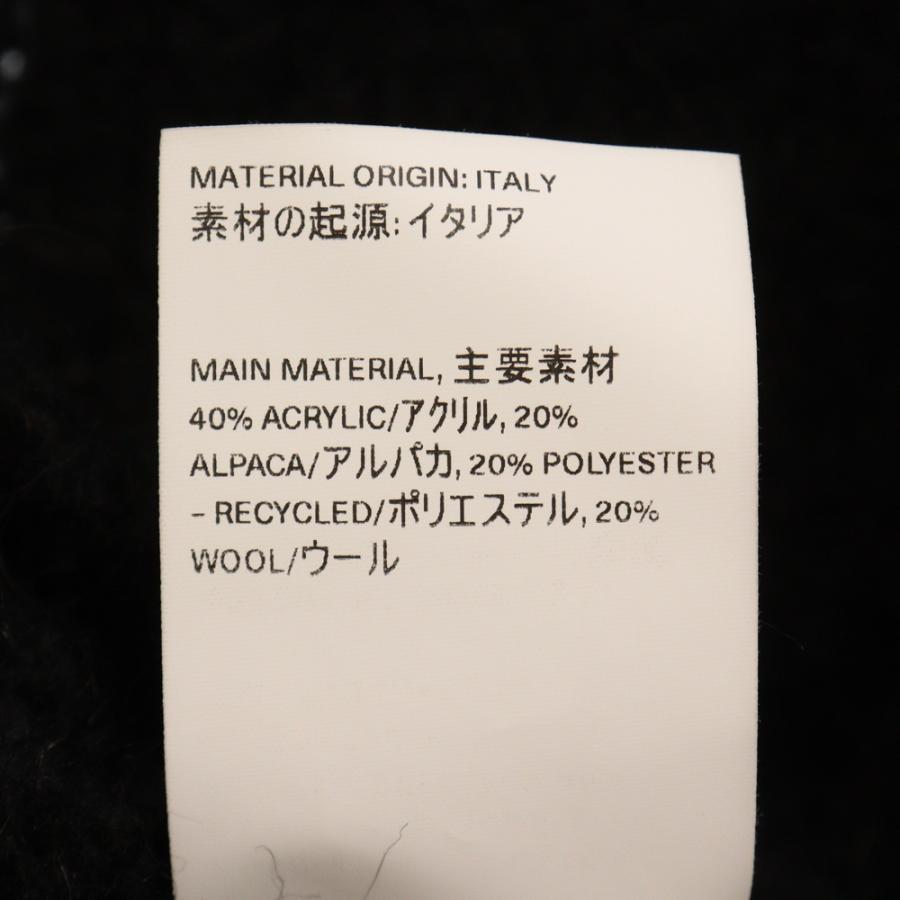 MATERIAL ORIGIN: ITALY
素材の起源: イタリア
MAIN MATERIAL, 主要素材
40% ACRYLIC/アクリル, 20%
ALPACA/アルパカ, 20% POLYESTER
- RECYCLED/ポリエステル, 20%
WOOL/ウール